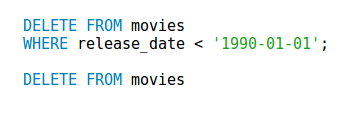 DELETE FROM movies
WHERE release_date < '1990-01-01';
DELETE FROM movies